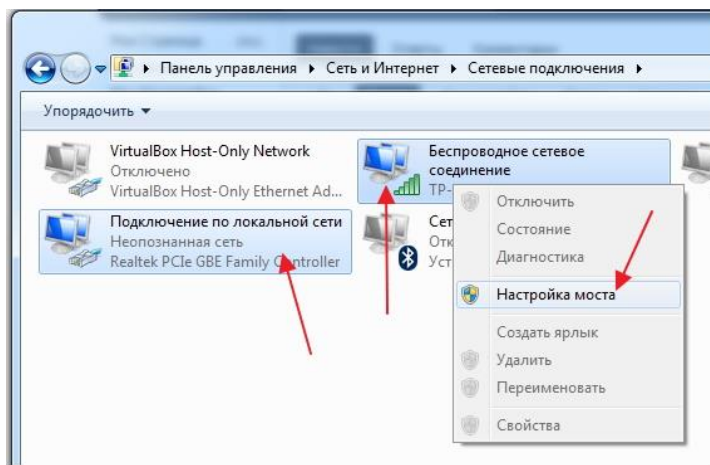 Панель управления ▸ Сеть и Интернет ▸ Сетевые подключения ▸
Упорядочить ▾
VirtualBox Host-Only Network
Отключено
VirtualBox Host-Only Ethernet Ad...
Беспроводное сетевое
соединение
TP-
Подключение по локальной сети
Неопознанная сеть
Realtek PCIe GBE Family Controller
Сет
Отк
Уст
Отключить
Состояние
Диагностика
Настройка моста
Создать ярлык
Удалить
Переименовать
Свойства